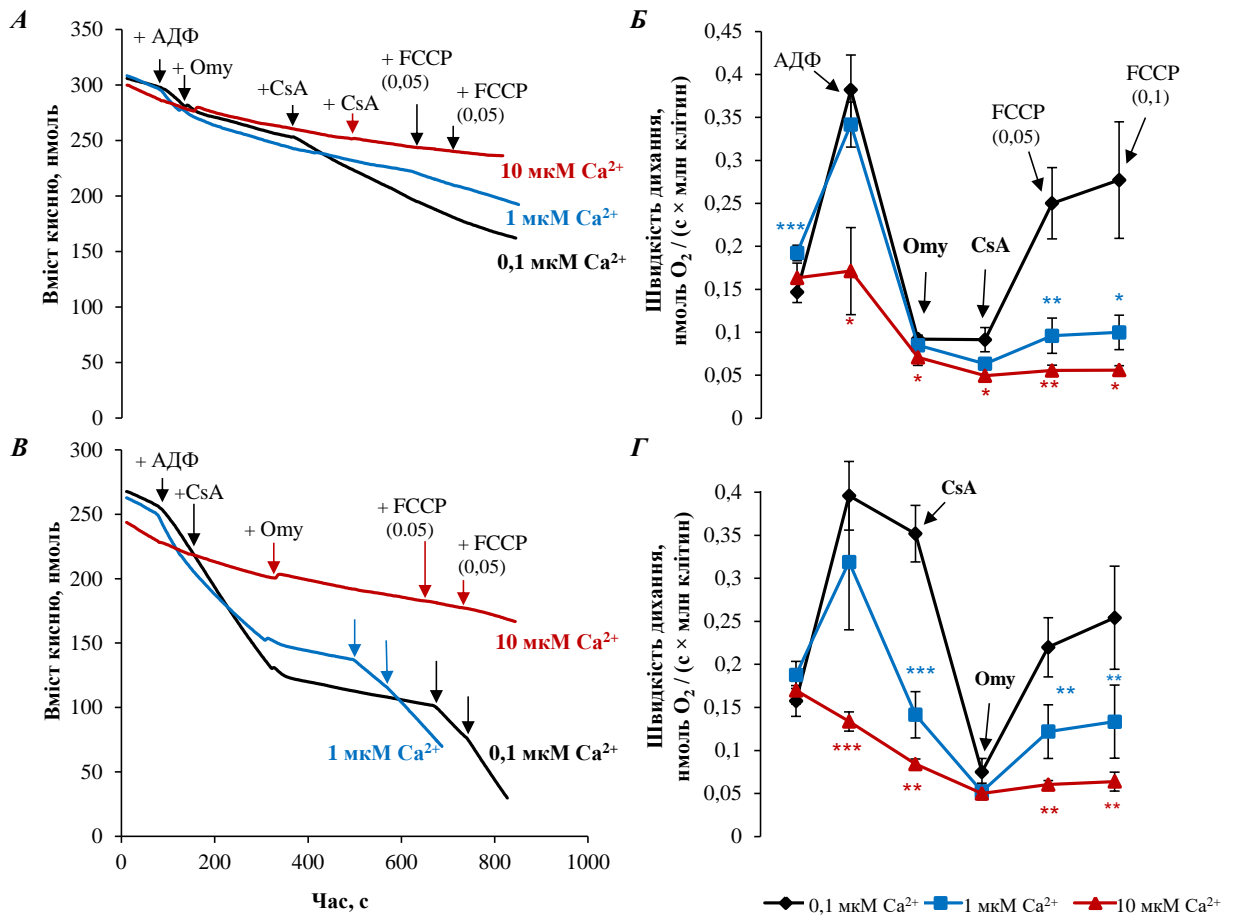 А
Вміст кисню, нмоль
350
300
250
200
150
100
50
0
+ АДФ
+ Omy
+CsA
+ CsA
+ FCCP
(0,05)
+ FCCP
(0,05)
10 мкМ Ca²⁺
1 мкМ Ca²⁺
0,1 мкМ Ca²⁺
Б
Швидкість дихання,
нмоль O₂ / (с × млн клітин)
0,45
0,4
0,35
0,3
0,25
0,2
0,15
0,1
0,05
0
АДФ
Omy
CsA
FCCP
(0,05)
FCCP
(0,1)
***
*
*
*
**
**
*
*
В
Вміст кисню, нмоль
300
250
200
150
100
50
0
+ АДФ
+CsA
+ Omy
+ FCCP
(0.05)
+ FCCP
(0,05)
10 мкМ Ca²⁺
1 мкМ Ca²⁺
0,1 мкМ Ca²⁺
0
200
400
600
800
1000
Час, с
Г
Швидкість дихання,
нмоль O₂ / (с × млн клітин)
0,4
0,35
0,3
0,25
0,2
0,15
0,1
0,05
0
CsA
Omy
***
***
**
**
**
**
**
0,1 мкМ Ca²⁺
1 мкМ Ca²⁺
10 мкМ Ca²⁺